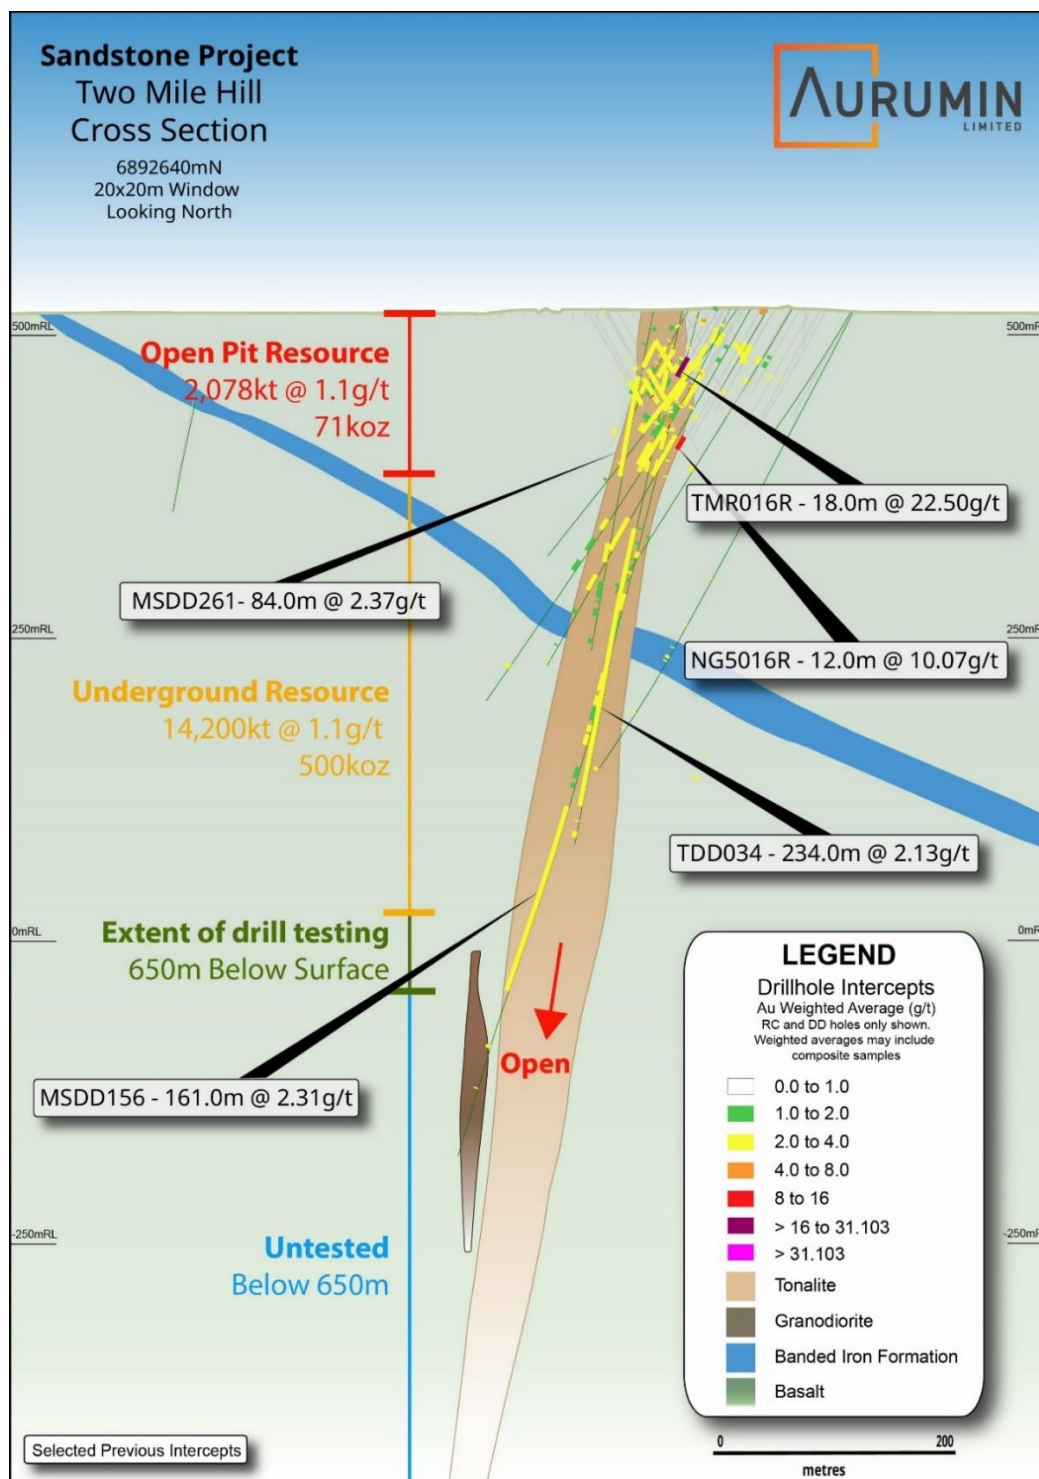 Sandstone Project
Two Mile Hill
Cross Section
6892640mN
20x20m Window
Looking North
AURUMIN
LIMITED
500mRL
500mRL
Open Pit Resource
2,078kt @ 1.1g/t
71koz
TMR016R - 18.0m @ 22.50g/t
MSDD261- 84.0m @ 2.37g/t
250mRL
250mR
NG5016R - 12.0m @ 10.07g/t
Underground Resource
14,200kt @ 1.1g/t
500koz
TDD034 - 234.0m @ 2.13g/t
Extent of drill testing
650m Below Surface
0mRL
0mRL
Open
MSDD156 - 161.0m @ 2.31g/t
LEGEND
Drillhole Intercepts
Au Weighted Average (g/t)
RC and DD holes only shown.
Weighted averages may include
composite samples
0.0 to 1.0
1.0 to 2.0
2.0 to 4.0
4.0 to 8.0
8 to 16
> 16 to 31.103
> 31.103
Tonalite
Granodiorite
Banded Iron Formation
Basalt
-250mRL
-250mRL
Untested
Below 650m
Selected Previous Intercepts
0 200
metres